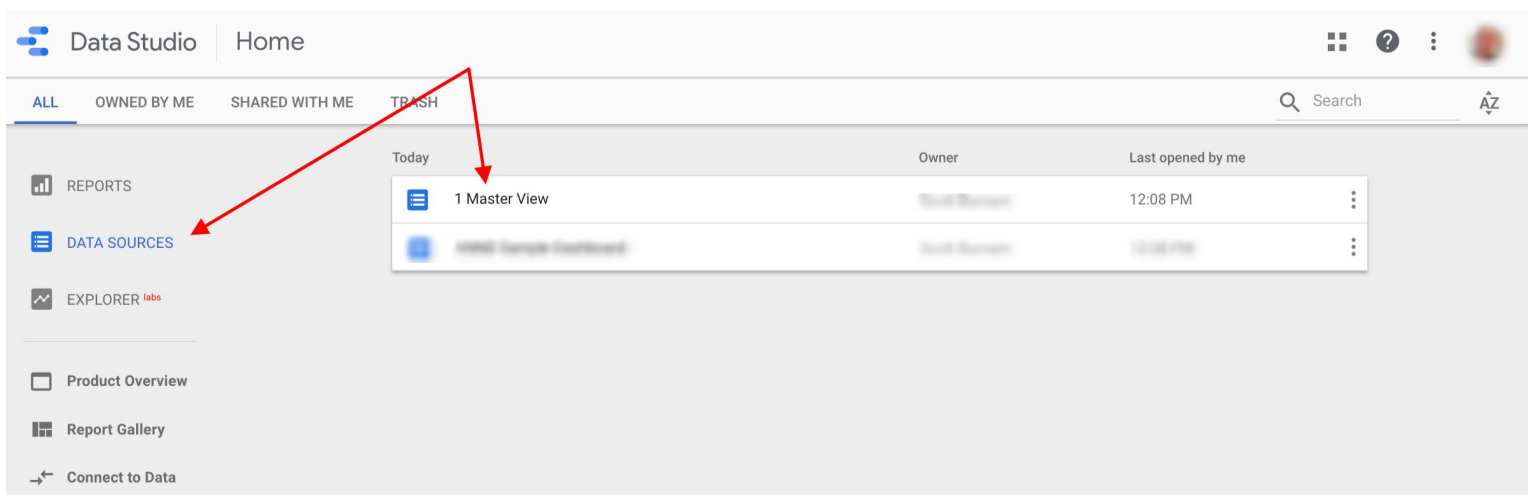 Data Studio Home
ALL OWNED BY ME SHARED WITH ME TRASH Search AZ
Today Owner Last opened by me
REPORTS
1 Master View 12:08 PM
DATA SOURCES
EXPLORER labs
Product Overview
Report Gallery
Connect to Data